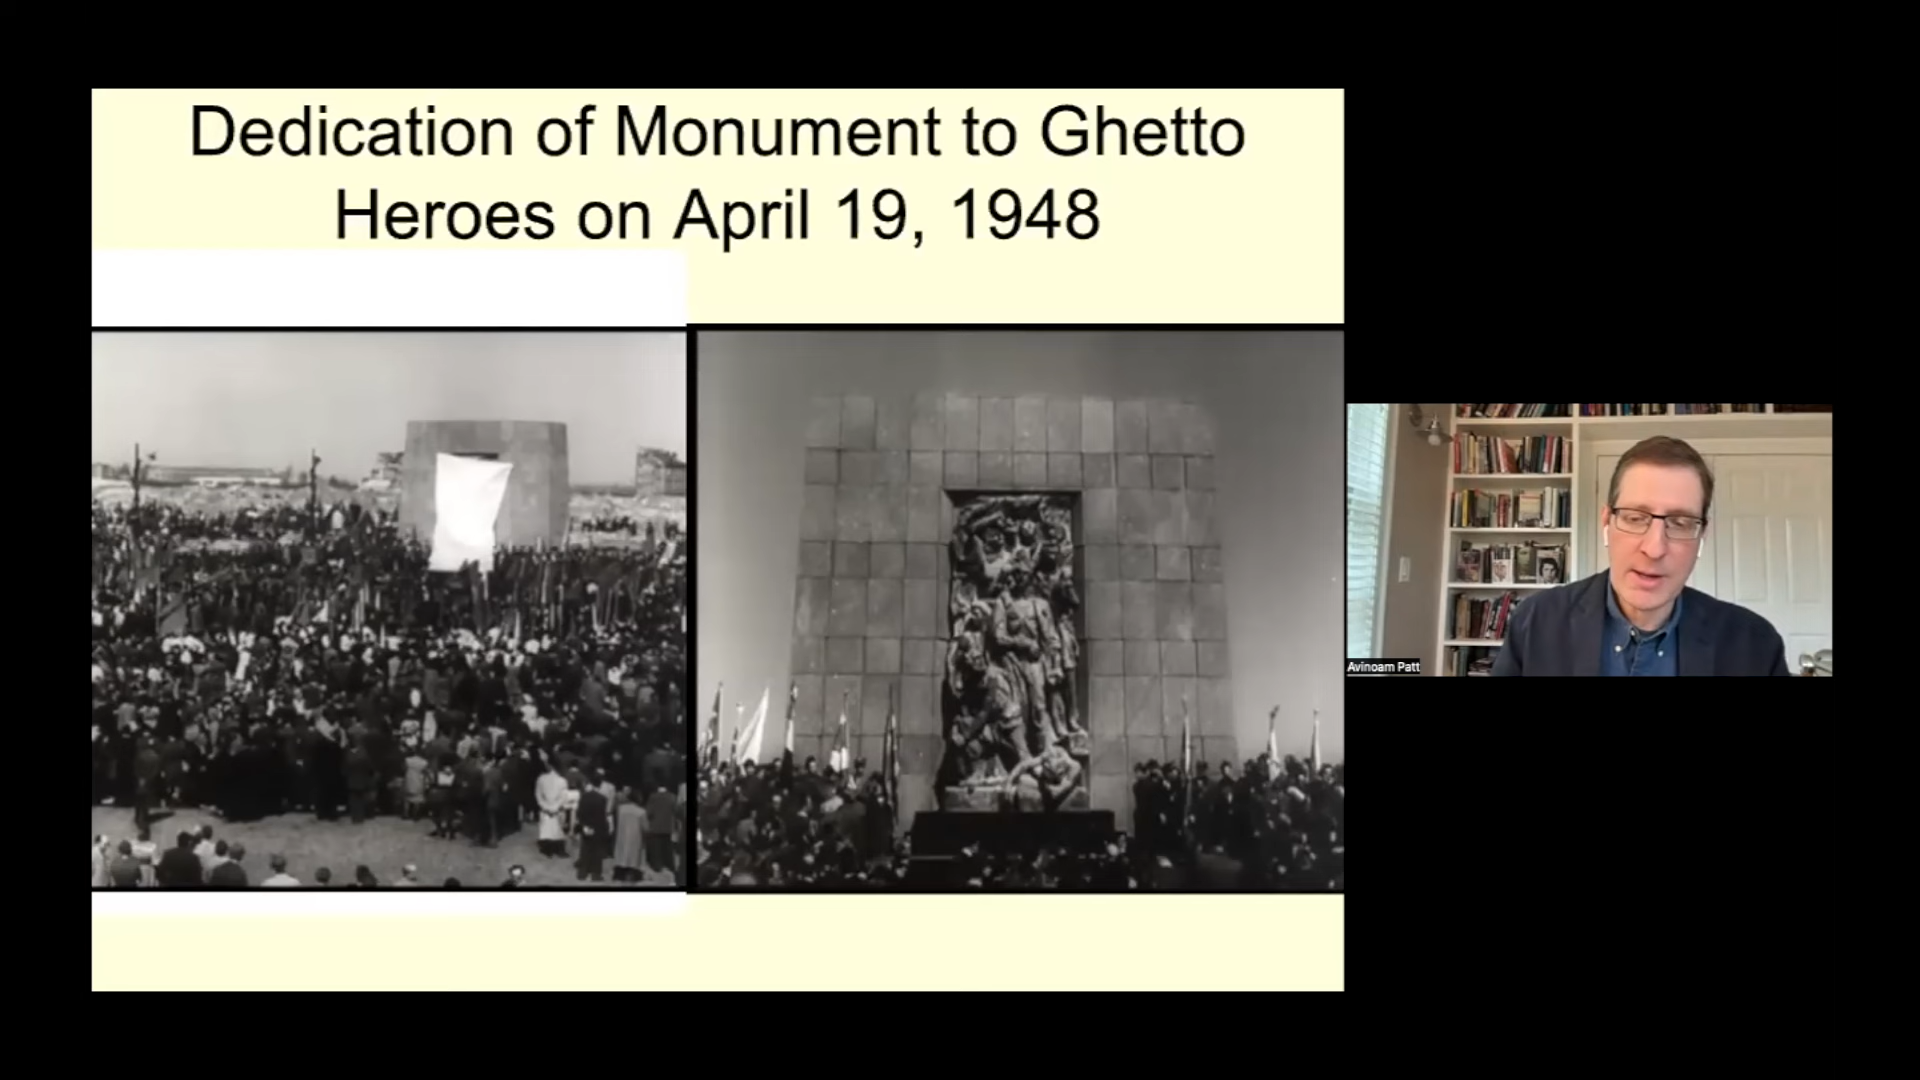 Dedication of Monument to Ghetto
Heroes on April 19, 1948
Avinoam Patt